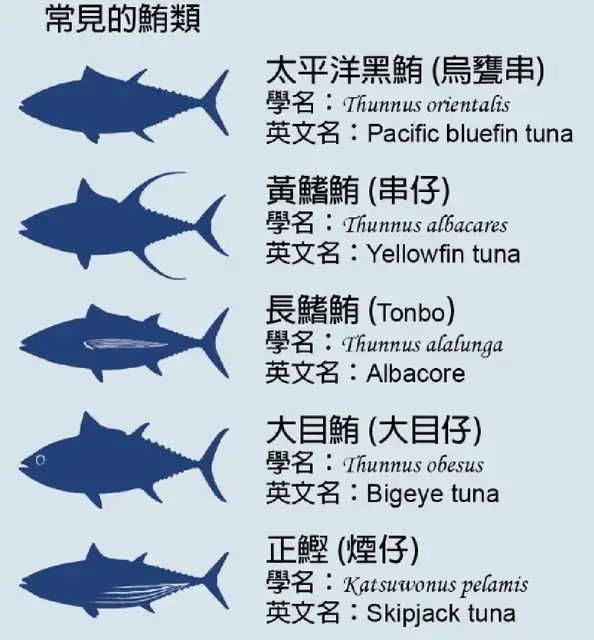 常見的鮪類
太平洋黑鮪 (烏甕串)
學名：Thunnus orientalis
英文名：Pacific bluefin tuna
黃鰭鮪 (串仔)
學名：Thunnus albacares
英文名：Yellowfin tuna
長鰭鮪 (Tonbo)
學名：Thunnus alalunga
英文名：Albacore
大目鮪 (大目仔)
學名：Thunnus obesus
英文名：Bigeye tuna
正鰹 (煙仔)
學名：Katsuwonus pelamis
英文名：Skipjack tuna